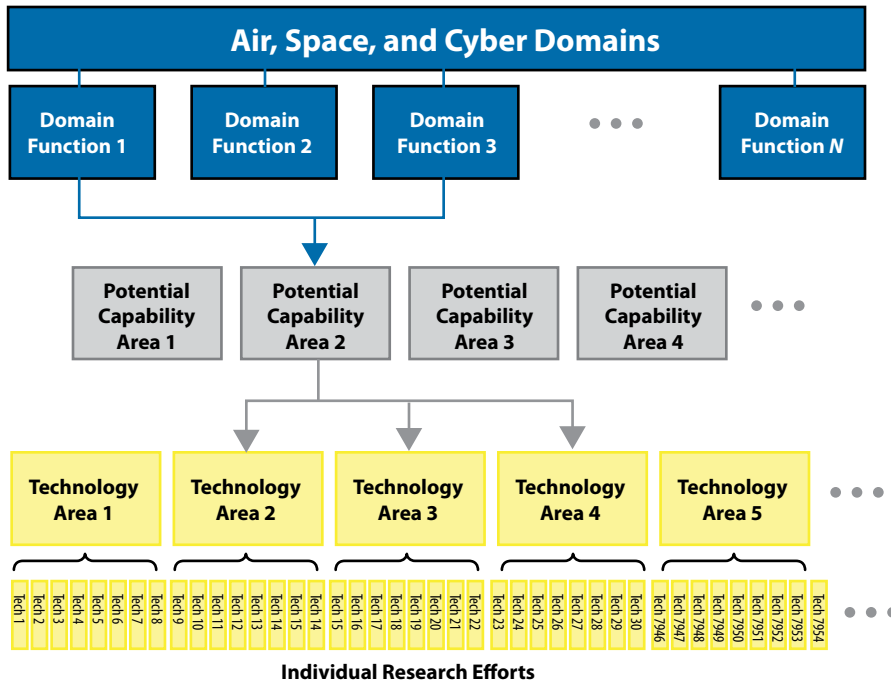 Air, Space, and Cyber Domains
Domain
Function 1
Domain
Function 2
Domain
Function 3
Domain
Function N
Potential
Capability
Area 1
Potential
Capability
Area 2
Potential
Capability
Area 3
Potential
Capability
Area 4
Technology
Area 1
Technology
Area 2
Technology
Area 3
Technology
Area 4
Technology
Area 5
Tech 1
Tech 2
Tech 3
Tech 4
Tech 5
Tech 6
Tech 7
Tech 8
Tech 9
Tech 10
Tech 11
Tech 12
Tech 13
Tech 14
Tech 15
Tech 14
Tech 15
Tech 16
Tech 17
Tech 18
Tech 19
Tech 20
Tech 21
Tech 22
Tech 23
Tech 24
Tech 25
Tech 26
Tech 27
Tech 28
Tech 29
Tech 30
Tech 7946
Tech 7947
Tech 7948
Tech 7949
Tech 7950
Tech 7951
Tech 7952
Tech 7953
Tech 7954
Individual Research Efforts